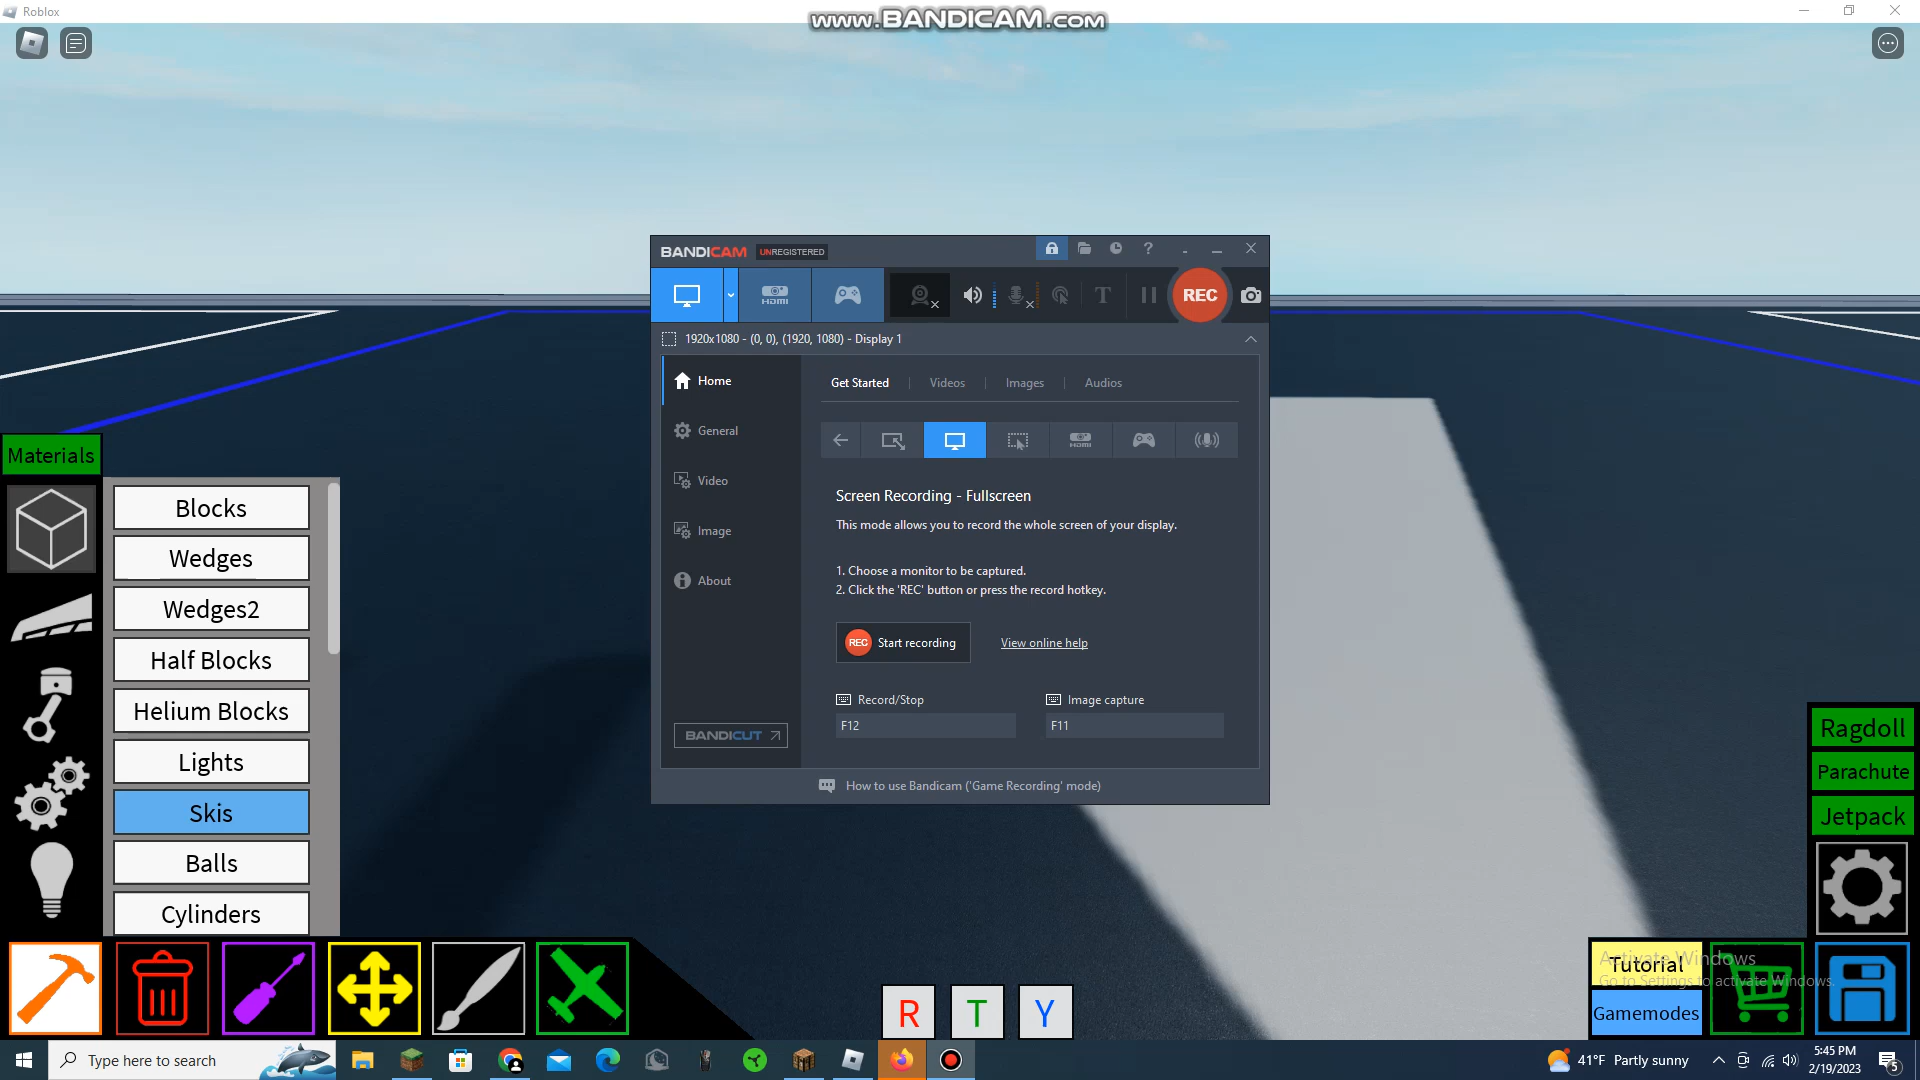 Roblox
www.BANDICAM.com
BANDICAM UNREGISTERED
?
HDMI
T
REC
1920x1080 - (0, 0), (1920, 1080) - Display 1
Home
General
Video
Image
About
BANDICUT
Get Started | Videos | Images | Audios
HDMI
Screen Recording - Fullscreen
This mode allows you to record the whole screen of your display.
1. Choose a monitor to be captured.
2. Click the 'REC' button or press the record hotkey.
REC Start recording
View online help
Record/Stop
Image capture
F12
F11
How to use Bandicam ('Game Recording' mode)
Materials
Blocks
Wedges
Wedges2
Half Blocks
Helium Blocks
Lights
Skis
Balls
Cylinders
Ragdoll
Parachute
Jetpack
Tutorial
Gamemodes
Activate Windows
Go to Settings to activate Windows.
R T Y
Type here to search
41°F Partly sunny
5:45 PM
2/19/2023
5